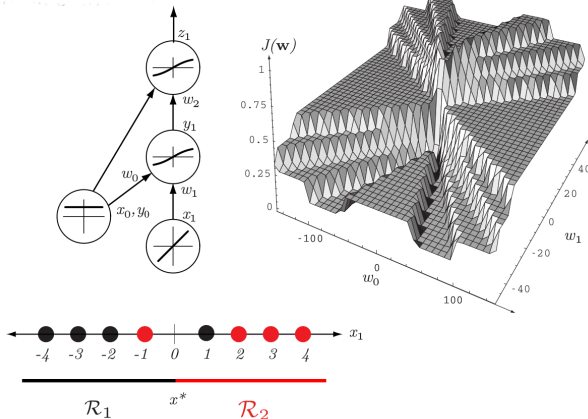 z₁
w₂
y₁
w₀
w₁
x₀, y₀
x₁
J(w)
1
0.75
0.5
0.25
0
-100
0
100
w₀
-40
-20
0
20
40
w₁
x₁
-4 -3 -2 -1 0 1 2 3 4
x*
R₁ R₂